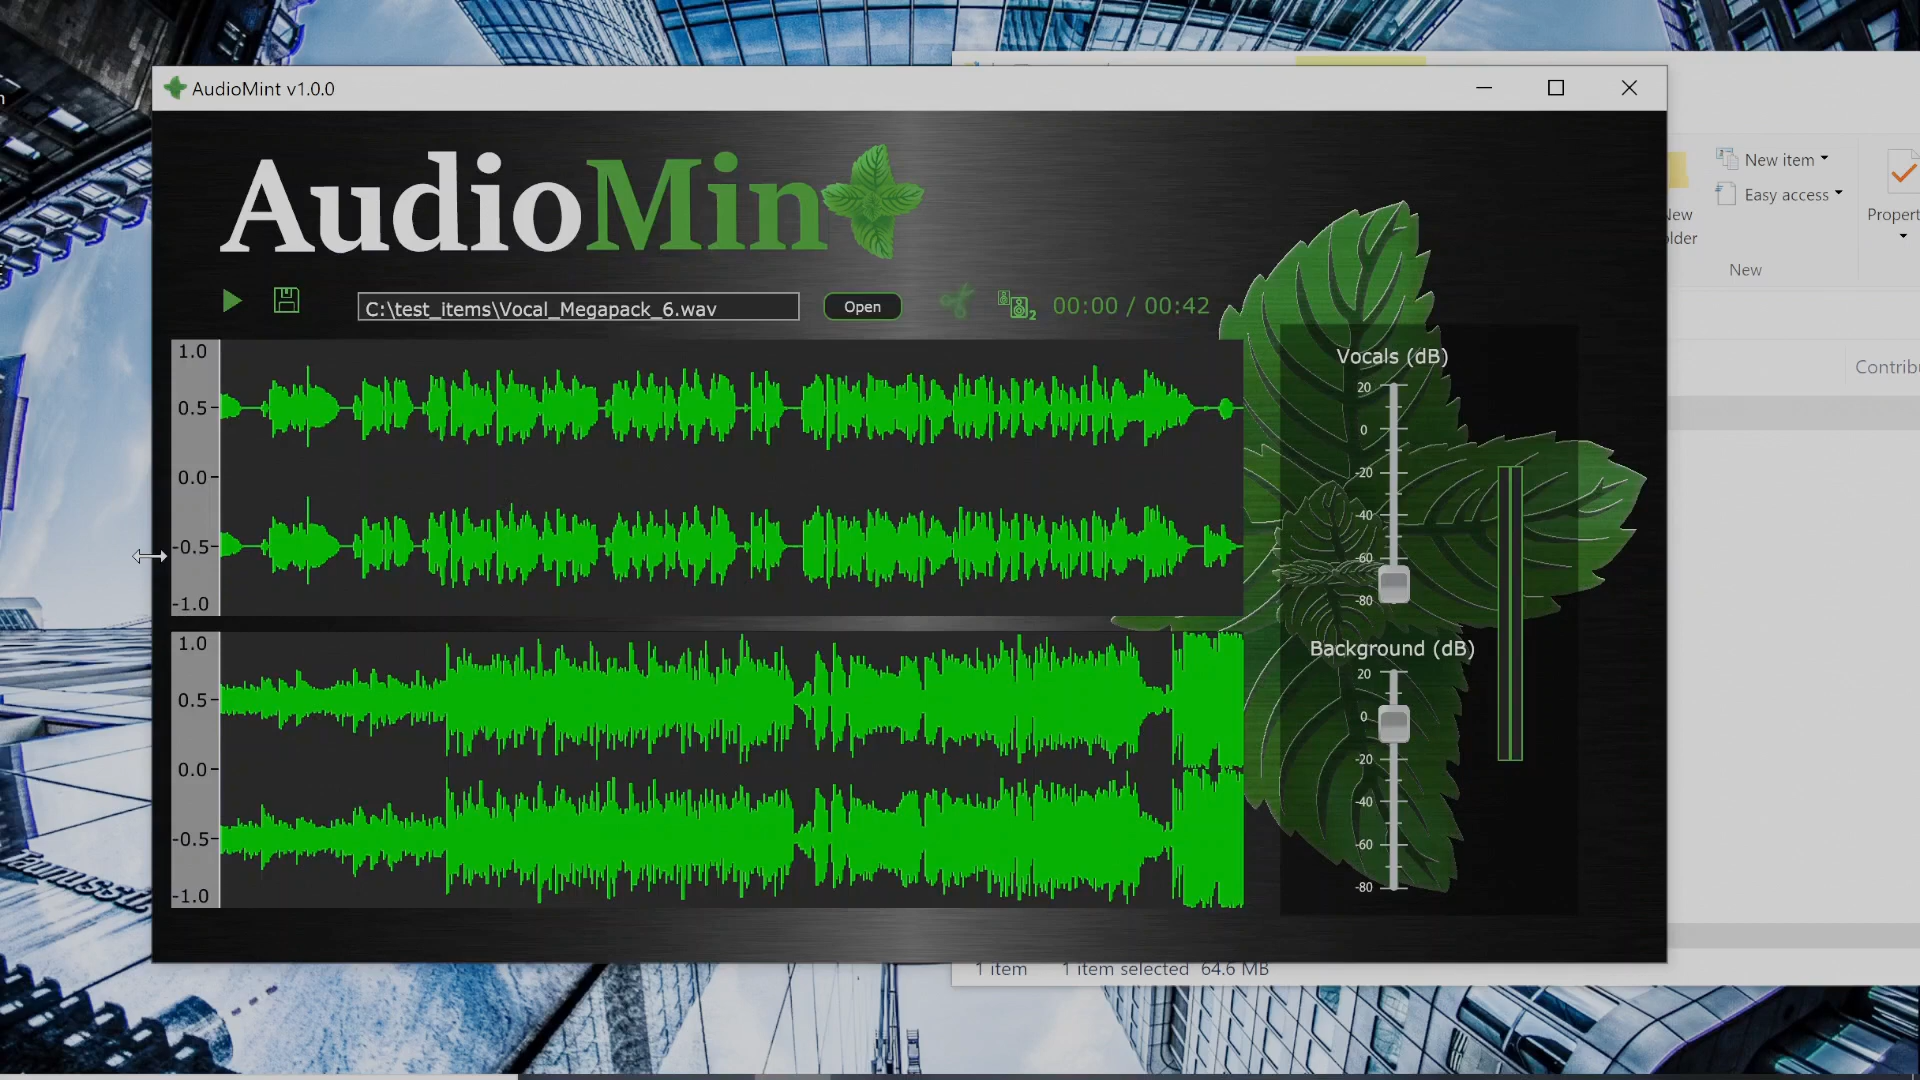 AudioMint v1.0.0
AudioMin
C:\test_items\Vocal_Megapack_6.wav
Open
2
00:00 / 00:42
1.0
0.5
0.0
-0.5
-1.0
1.0
0.5
0.0
-0.5
-1.0
Vocals (dB)
20
0
-20
-40
-60
-80
Background (dB)
20
0
-20
-40
-60
-80
New item
Easy access
New
1 item 1 item selected 64.6 MB